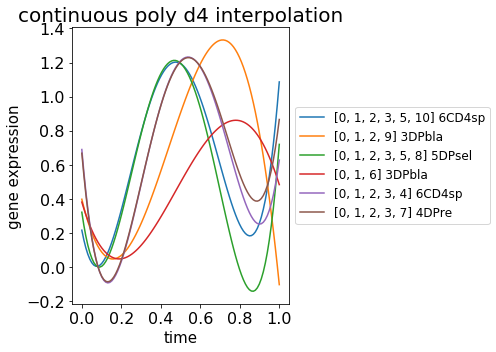 continuous poly d4 interpolation
1.4
1.2
1.0
0.8
0.6
0.4
0.2
0.0
−0.2
gene expression
0.0 0.2 0.4 0.6 0.8 1.0
time
[0, 1, 2, 3, 5, 10] 6CD4sp
[0, 1, 2, 9] 3DPbla
[0, 1, 2, 3, 5, 8] 5DPsel
[0, 1, 6] 3DPbla
[0, 1, 2, 3, 4] 6CD4sp
[0, 1, 2, 3, 7] 4DPre